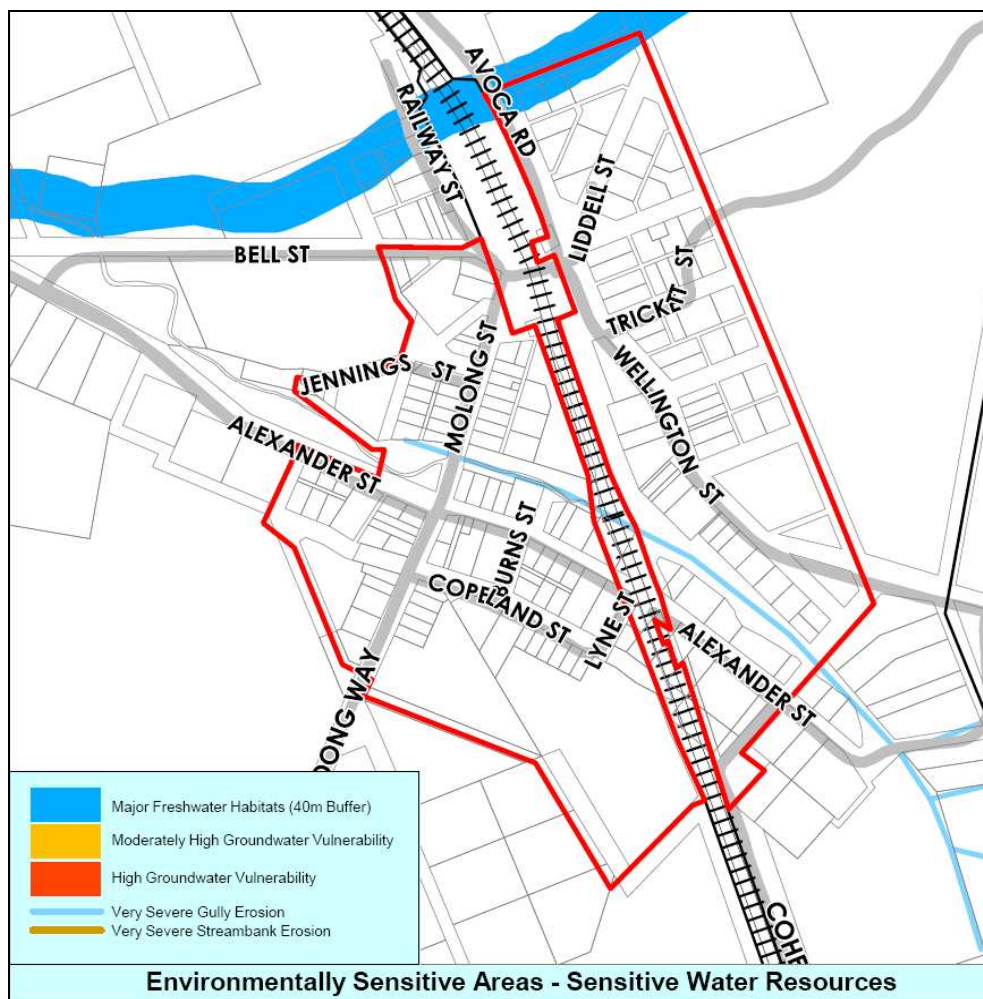 AVOCA RD
RAILWAY ST
LIDDELL ST
BELL ST
TRICKETT ST
MOLONG ST
JENNINGS ST
WELLINGTON ST
ALEXANDER ST
BURNS ST
COPELAND ST
LYNE ST
ALEXANDER ST
DONG WAY
COHR
Major Freshwater Habitats (40m Buffer)
Moderately High Groundwater Vulnerability
High Groundwater Vulnerability
Very Severe Gully Erosion
Very Severe Streambank Erosion
Environmentally Sensitive Areas - Sensitive Water Resources